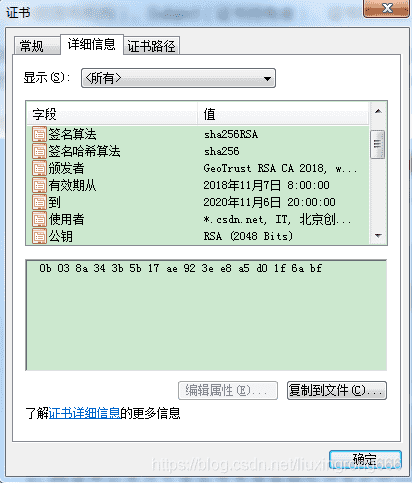 证书
常规 详细信息 证书路径
显示(S): <所有>
字段 值
签名算法 sha256RSA
签名哈希算法 sha256
颁发者 GeoTrust RSA CA 2018, w...
有效期从 2018年11月7日 8:00:00
到 2020年11月6日 20:00:00
使用者 *.csdn.net, IT, 北京创...
公钥 RSA (2048 Bits)
0b 03 8a 34 3b 5b 17 ae 92 3e e8 a5 d0 1f 6a bf
编辑属性(E)... 复制到文件(C)...
了解证书详细信息的更多信息
确定